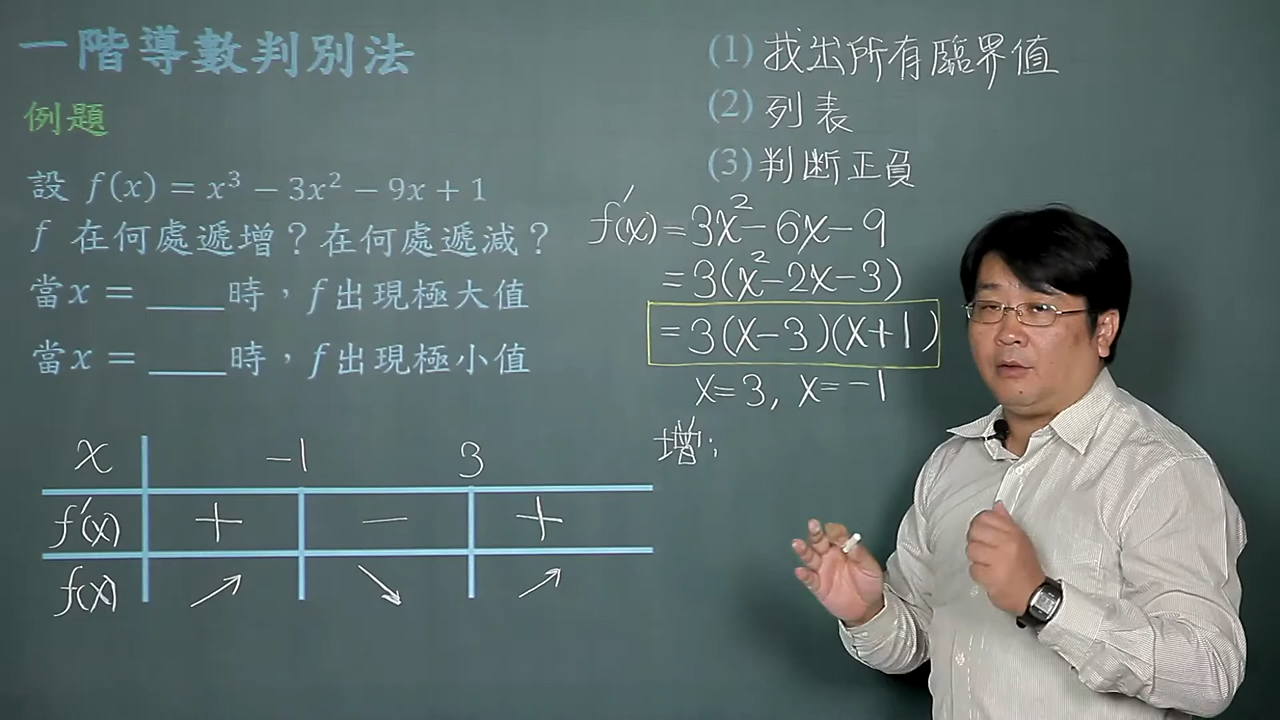 一階導數判別法
例題
設 f(x) = x³ − 3x² − 9x + 1
f 在何處遞增？在何處遞減？
當x = ____時，f出現極大值
當x = ____時，f出現極小值
x -1 3
f'(x) + − +
f(x) ↗ ↘ ↗
(1) 找出所有臨界值
(2) 列表
(3) 判断正負
f'(x) = 3x² − 6x − 9
= 3(x² − 2x − 3)
= 3(x − 3)(x + 1)
x = 3, x = −1
增: